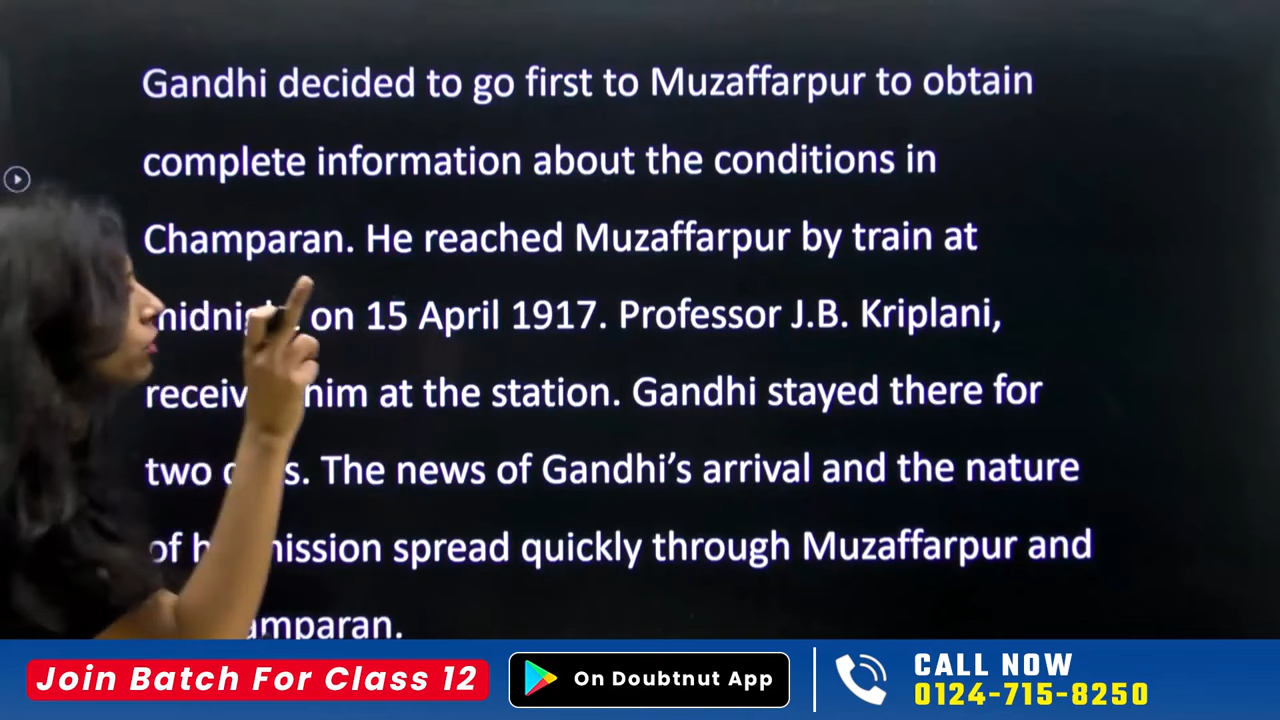 Gandhi decided to go first to Muzaffarpur to obtain
complete information about the conditions in
Champaran. He reached Muzaffarpur by train at
on 15 April 1917. Professor J.B. Kriplani,
him at the station. Gandhi stayed there for
two The news of Gandhi's arrival and the nature
of mission spread quickly through Muzaffarpur and
Join Batch For Class 12
On Doubtnut App
CALL NOW
0124-715-8250